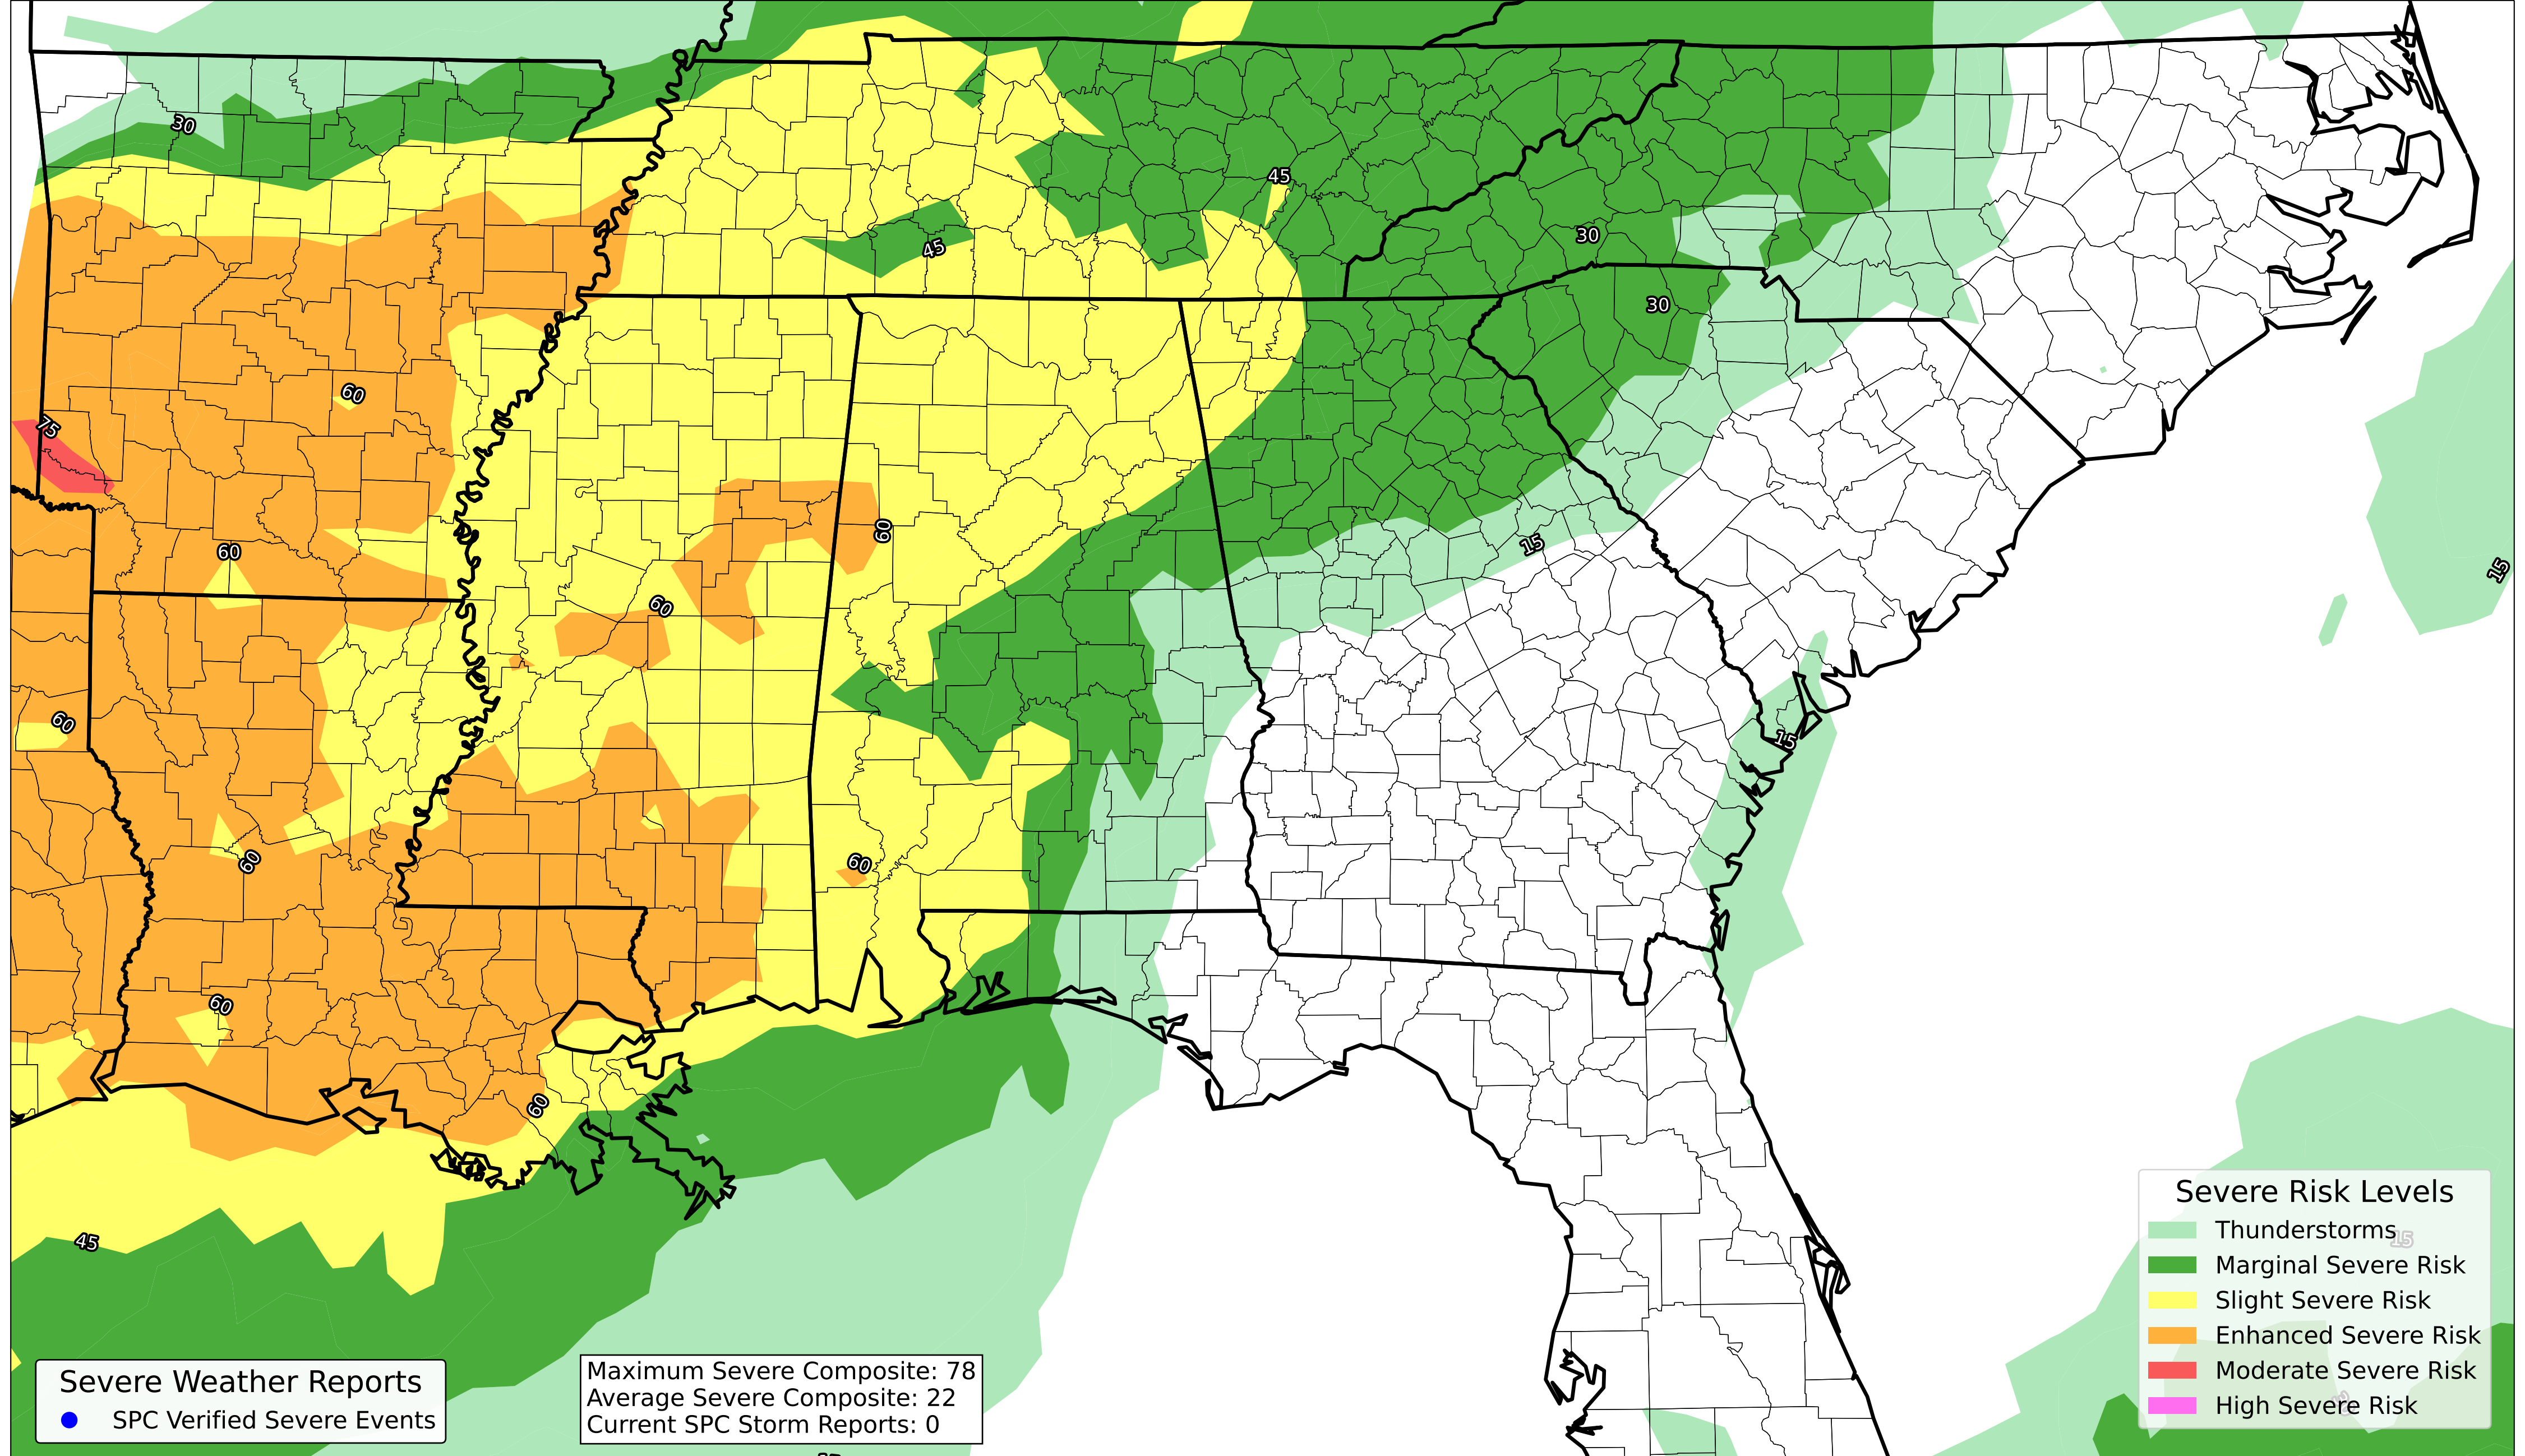 30
45
45
30
30
75
60
60
15
60
15
60
60
15
60
60
60
60
45
Severe Risk Levels
Thunderstorms
15
Marginal Severe Risk
Slight Severe Risk
Enhanced Severe Risk
Moderate Severe Risk
High Severe Risk
Severe Weather Reports
SPC Verified Severe Events
Maximum Severe Composite: 78
Average Severe Composite: 22
Current SPC Storm Reports: 0